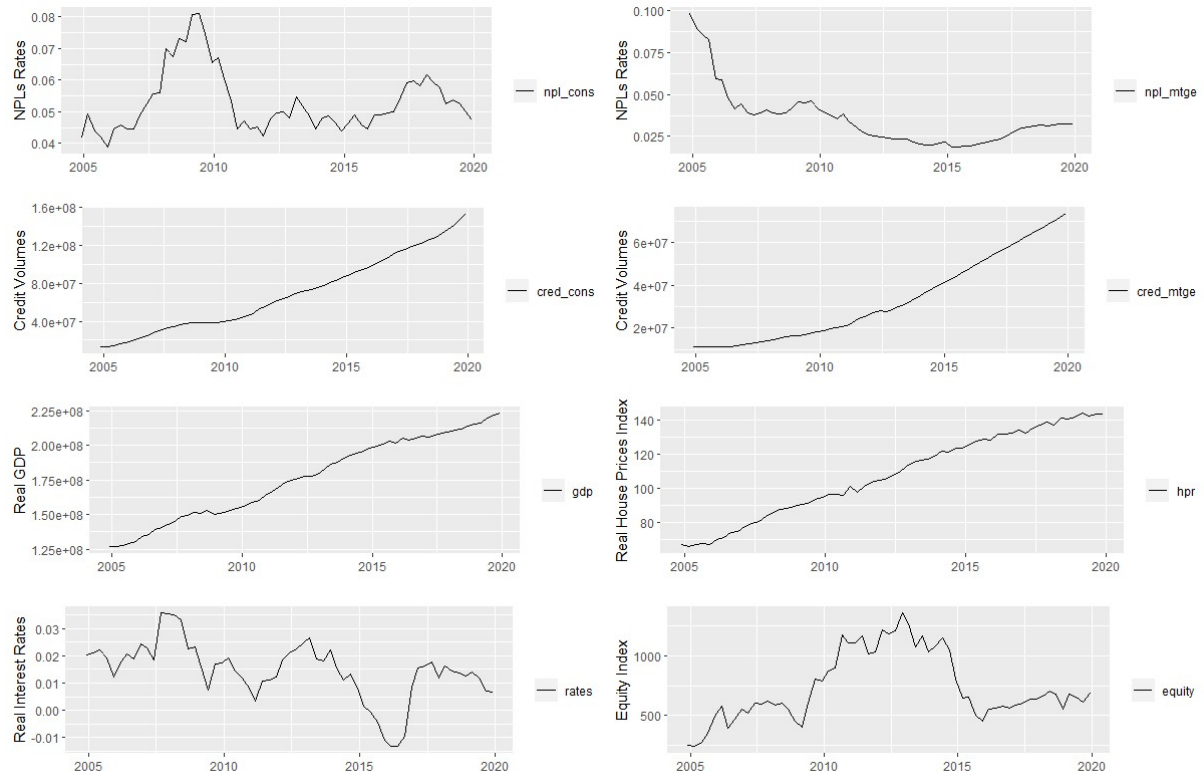 NPLs Rates
0.08
0.07
0.06
0.05
0.04
2005 2010 2015 2020
npl_cons
NPLs Rates
0.100
0.075
0.050
0.025
2005 2010 2015 2020
npl_mtge
Credit Volumes
1.6e+08
1.2e+08
8.0e+07
4.0e+07
2005 2010 2015 2020
cred_cons
Credit Volumes
6e+07
4e+07
2e+07
2005 2010 2015 2020
cred_mtge
Real GDP
2.25e+08
2.00e+08
1.75e+08
1.50e+08
1.25e+08
2005 2010 2015 2020
gdp
Real House Prices Index
140
120
100
80
2005 2010 2015 2020
hpr
Real Interest Rates
0.03
0.02
0.01
0.00
-0.01
2005 2010 2015 2020
rates
Equity Index
1000
500
2005 2010 2015 2020
equity